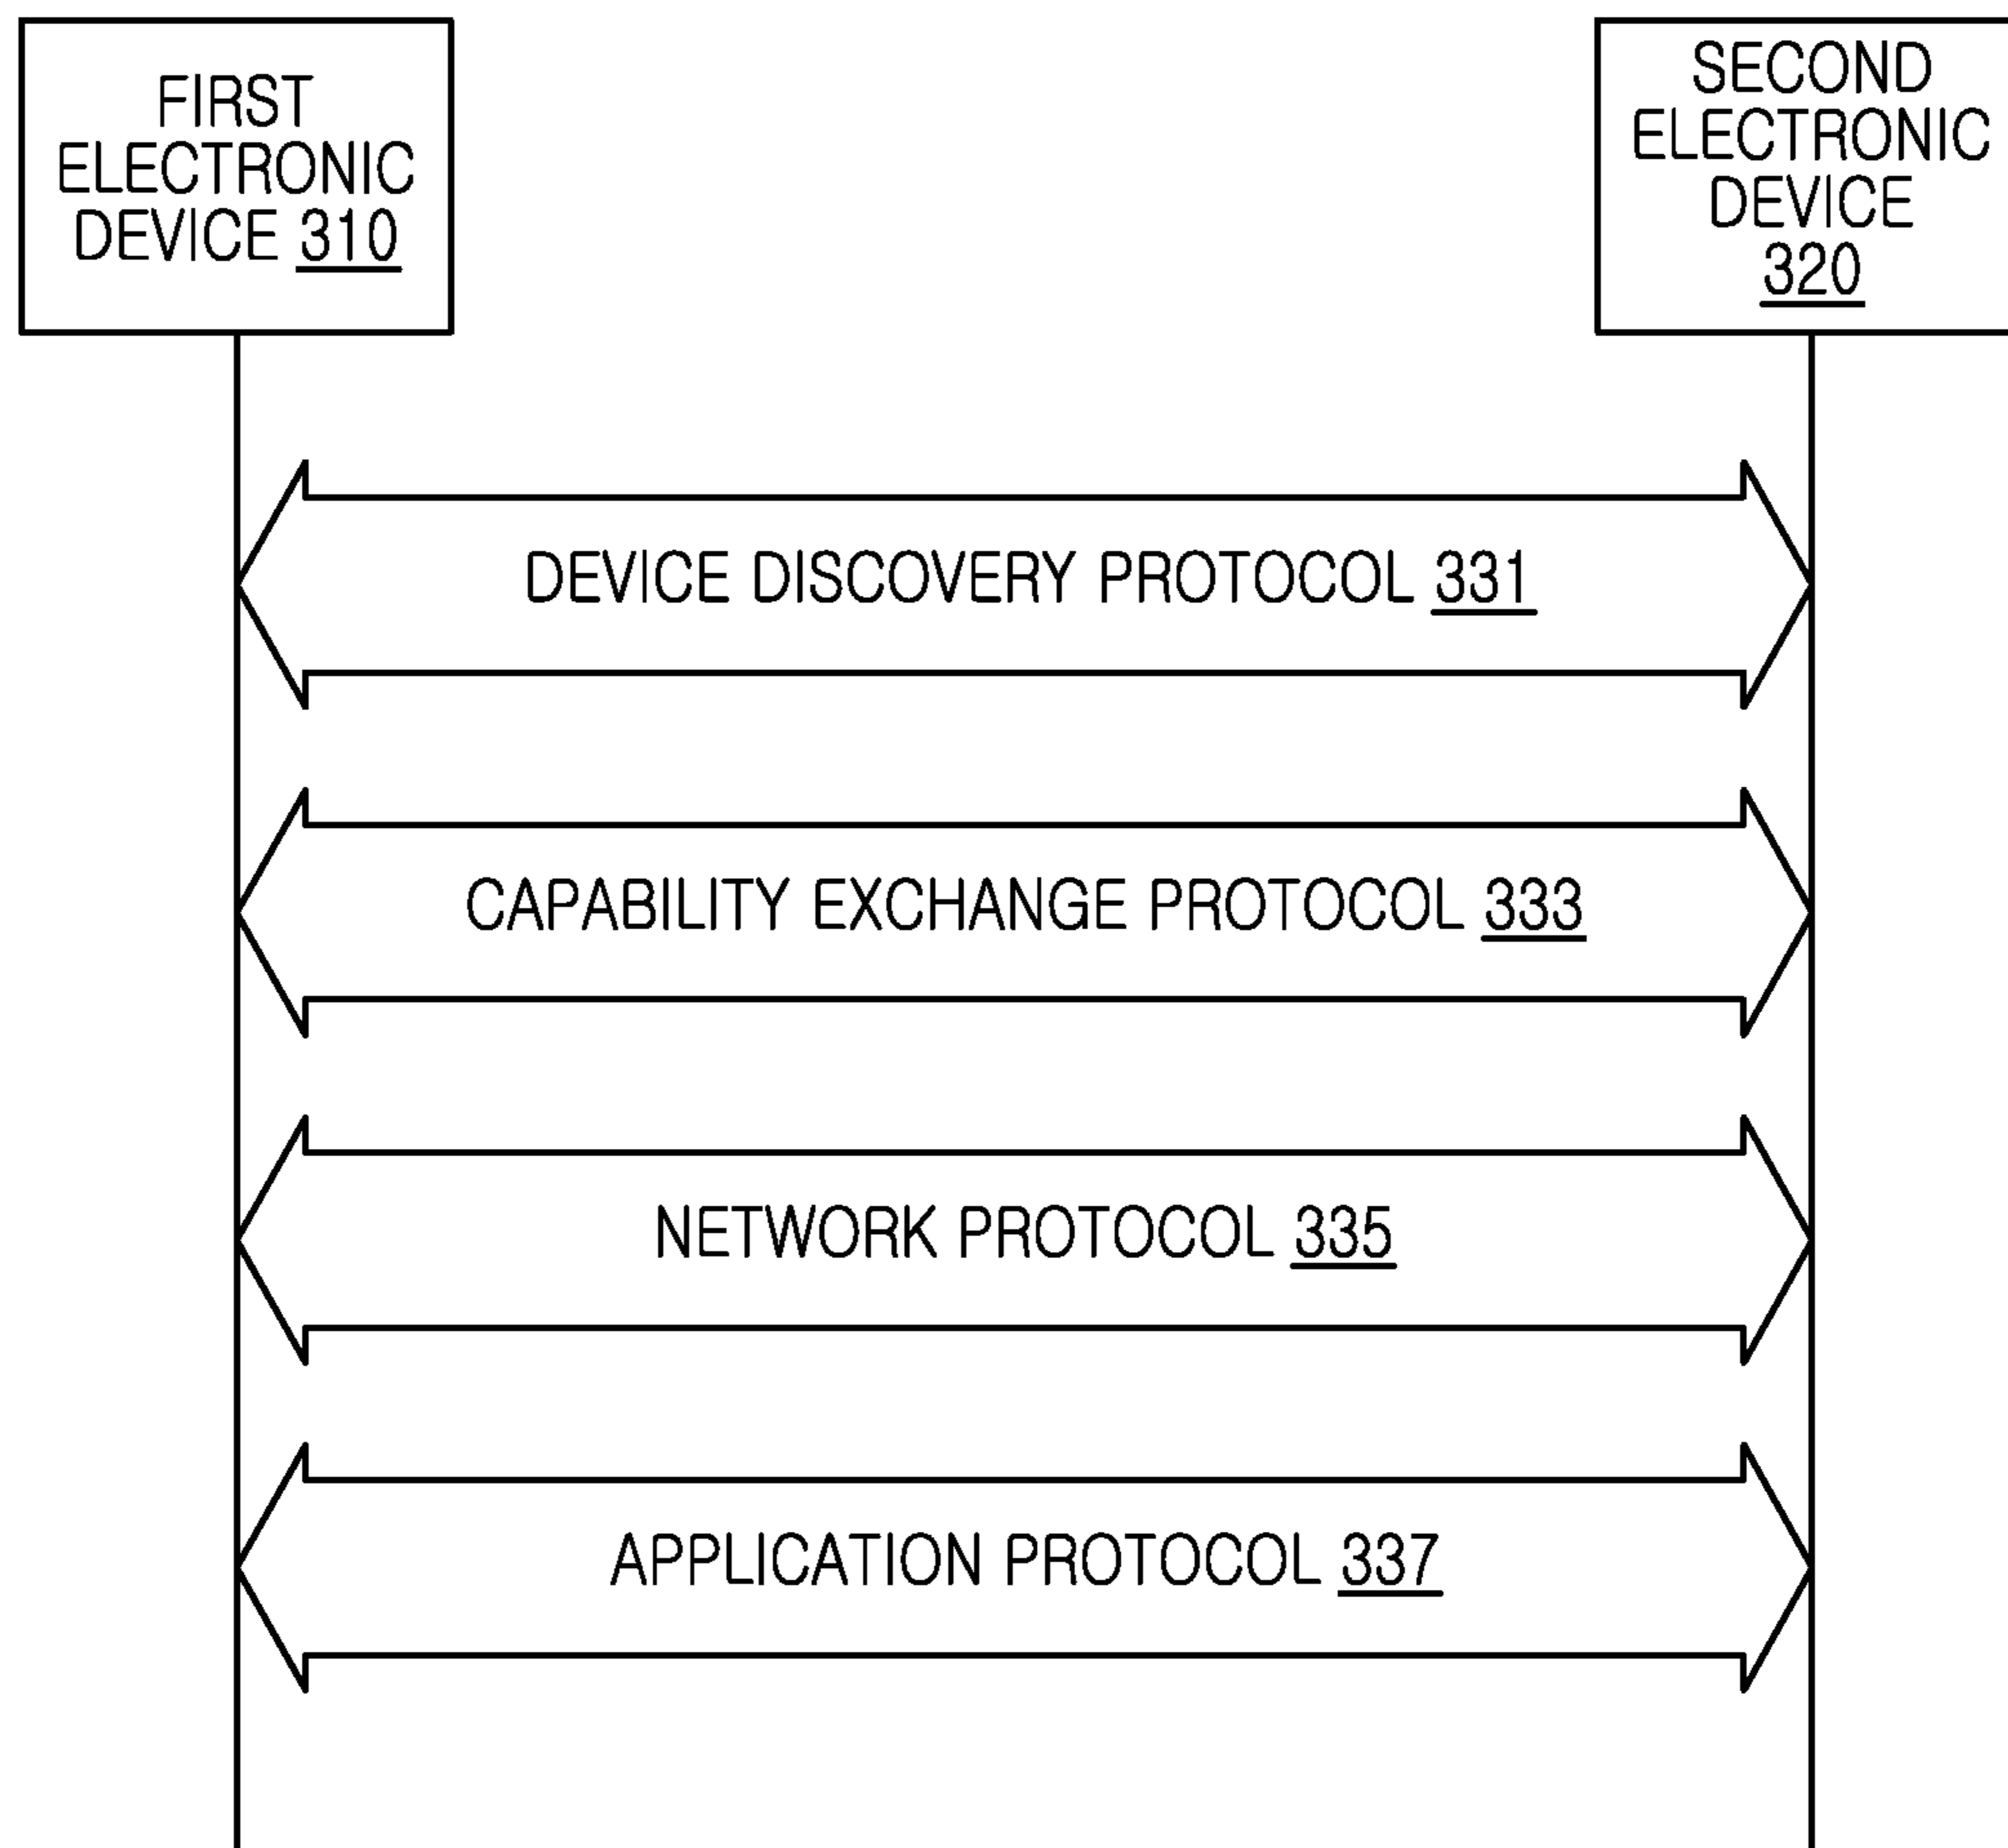 FIRST
ELECTRONIC
DEVICE 310
SECOND
ELECTRONIC
DEVICE
320
DEVICE DISCOVERY PROTOCOL 331
CAPABILITY EXCHANGE PROTOCOL 333
NETWORK PROTOCOL 335
APPLICATION PROTOCOL 337